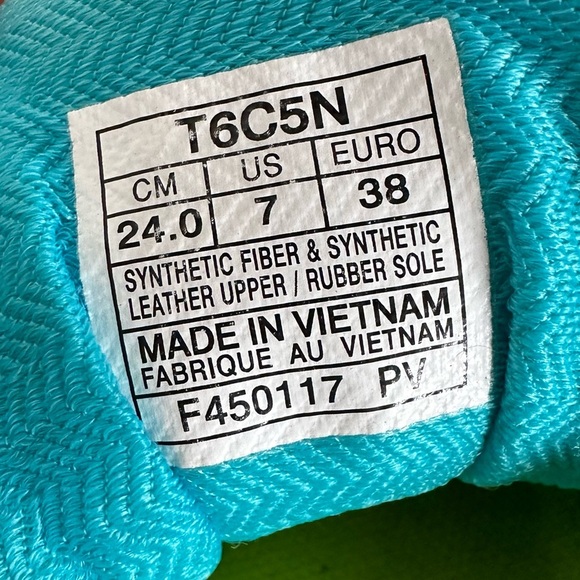 T6C5N
CM US EURO
24.0 7 38
SYNTHETIC FIBER & SYNTHETIC
LEATHER UPPER / RUBBER SOLE
MADE IN VIETNAM
FABRIQUE AU VIETNAM
F450117 PV